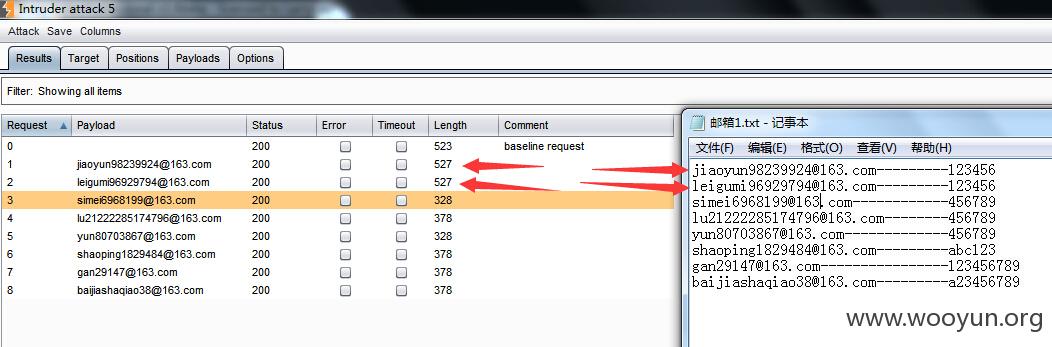 Intruder attack 5
Attack Save Columns
Results Target Positions Payloads Options
Filter: Showing all items
Request Payload Status Error Timeout Length Comment
0 200 523 baseline request
1 jiaoyun98239924@163.com 200 527
2 leigumi96929794@163.com 200 527
3 simei6968199@163.com 200 328
4 lu21222285174796@163.com 200 378
5 yun80703867@163.com 200 328
6 shaoping1829484@163.com 200 378
7 gan29147@163.com 200 378
8 baijiashaqiao38@163.com 200 378
邮箱1.txt - 记事本
文件(F) 编辑(E) 格式(O) 查看(V) 帮助(H)
jiaoyun98239924@163.com---------123456
leigumi96929794@163.com---------123456
simei6968199@163.com------------456789
lu21222285174796@163.com--------456789
yun80703867@163.com-------------456789
shaoping1829484@163.com---------abc123
gan29147@163.com----------------123456789
baijiashaqiao38@163.com---------a23456789
www.wooyun.org